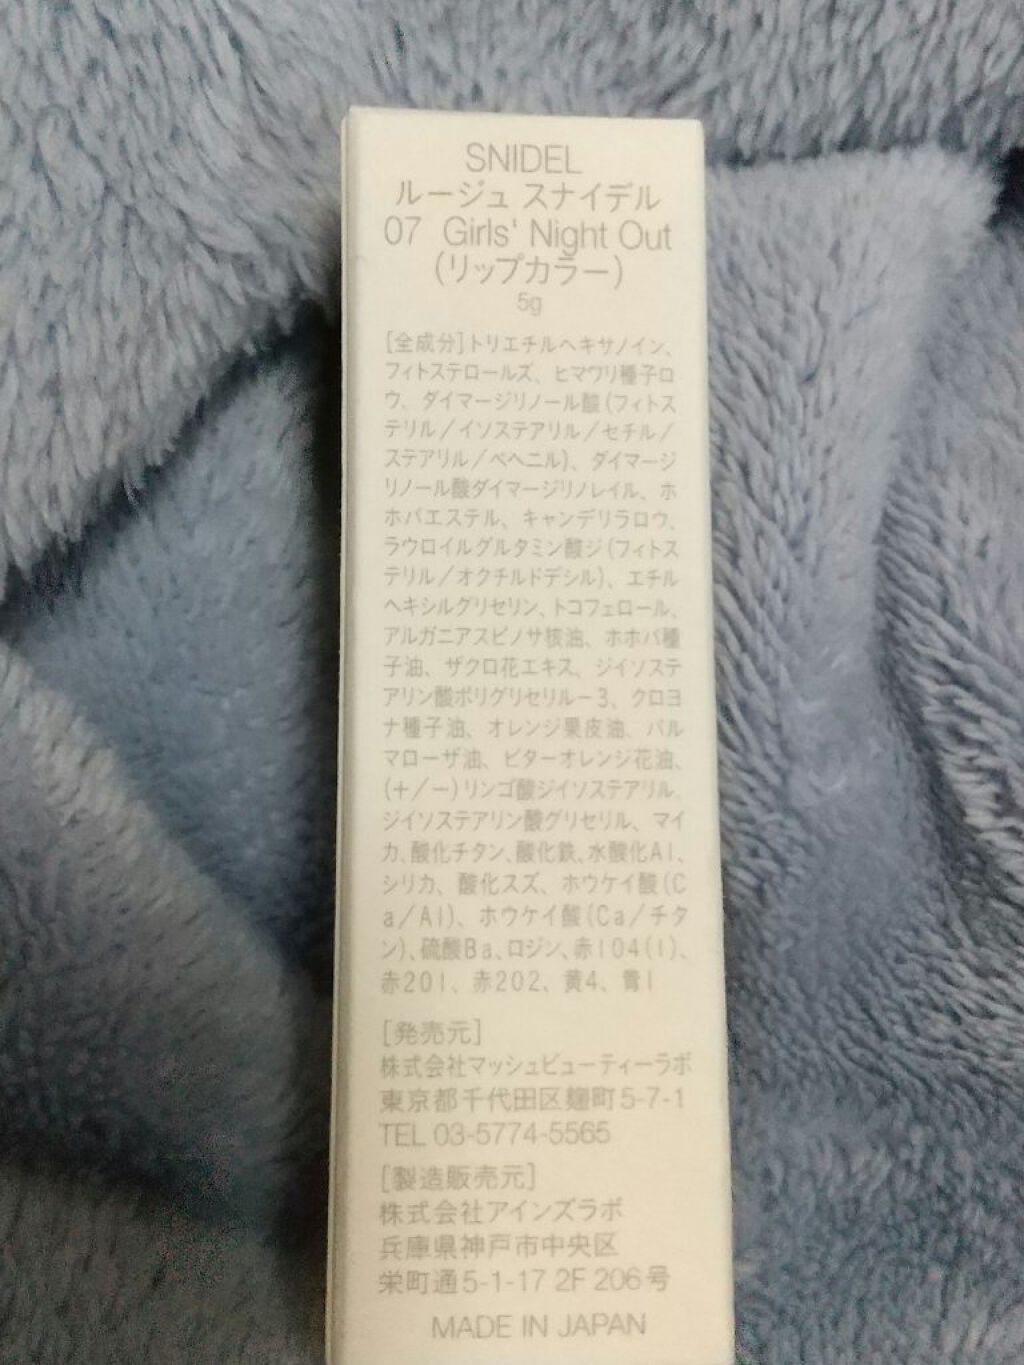 SNIDEL
ルージュ スナイデル
07 Girls' Night Out
(リップカラー)
5g
[全成分]トリエチルヘキサノイン、
フィトステロールズ、ヒマワリ種子ロ
ウ、ダイマージリノール酸(フィトス
テリル/イソステアリル/セチル/
ステアリル/ベヘニル)、ダイマージ
リノール酸ダイマージリノレイル、ホ
ホバエステル、キャンデリラロウ、
ラウロイルグルタミン酸ジ(フィトス
テリル/オクチルドデシル)、エチル
ヘキシルグリセリン、トコフェロール、
アルガニアスピノサ核油、ホホバ種
子油、ザクロ花エキス、ジイソステ
アリン酸ポリグリセリル-3、クロヨ
ナ種子油、オレンジ果皮油、パル
マローザ油、ビターオレンジ花油、
(+/-)リンゴ酸ジイソステアリル、
ジイソステアリン酸グリセリル、マイ
カ、酸化チタン、酸化鉄、水酸化Al、
シリカ、酸化スズ、ホウケイ酸(C
a/Al)、ホウケイ酸(Ca/チタ
ン)、硫酸Ba、ロジン、赤104(1)、
赤201、赤202、黄4、青1
[発売元]
株式会社マッシュビューティーラボ
東京都千代田区麹町5-7-1
TEL 03-5774-5565
[製造販売元]
株式会社アインズラボ
兵庫県神戸市中央区
栄町通5-1-17 2F 206号
MADE IN JAPAN